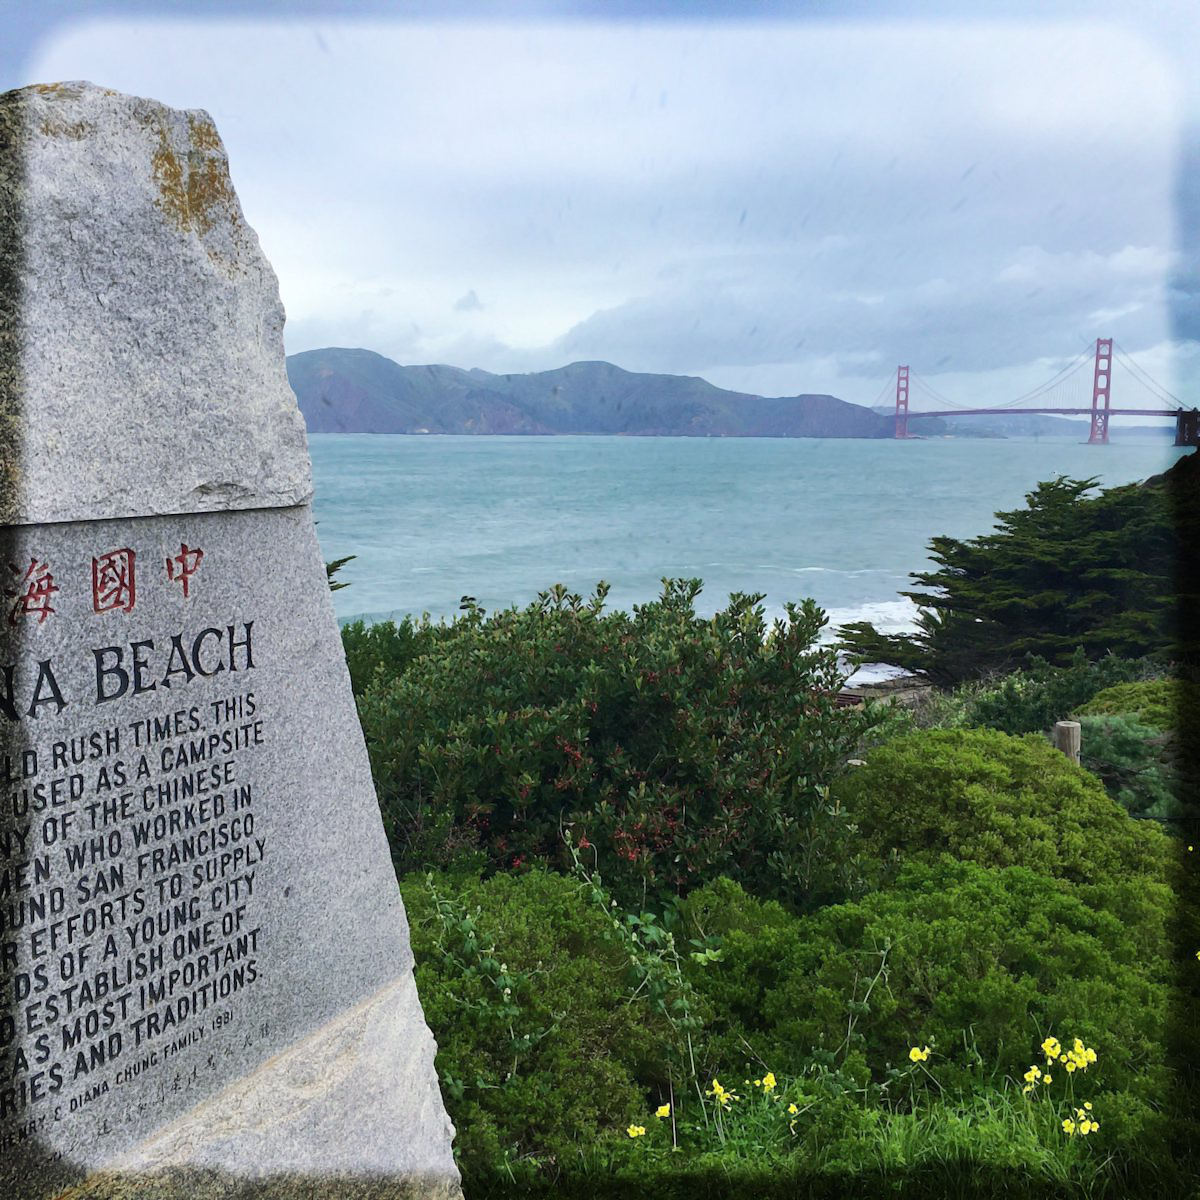 中國海
NA BEACH
LD RUSH TIMES, THIS
USED AS A CAMPSITE
NY OF THE CHINESE
MEN WHO WORKED IN
OUND SAN FRANCISCO
R EFFORTS TO SUPPLY
EDS OF A YOUNG CITY
D ESTABLISH ONE OF
AS MOST IMPORTANT
RIES AND TRADITIONS.
HENRY & DIANA CHUNG FAMILY 1981